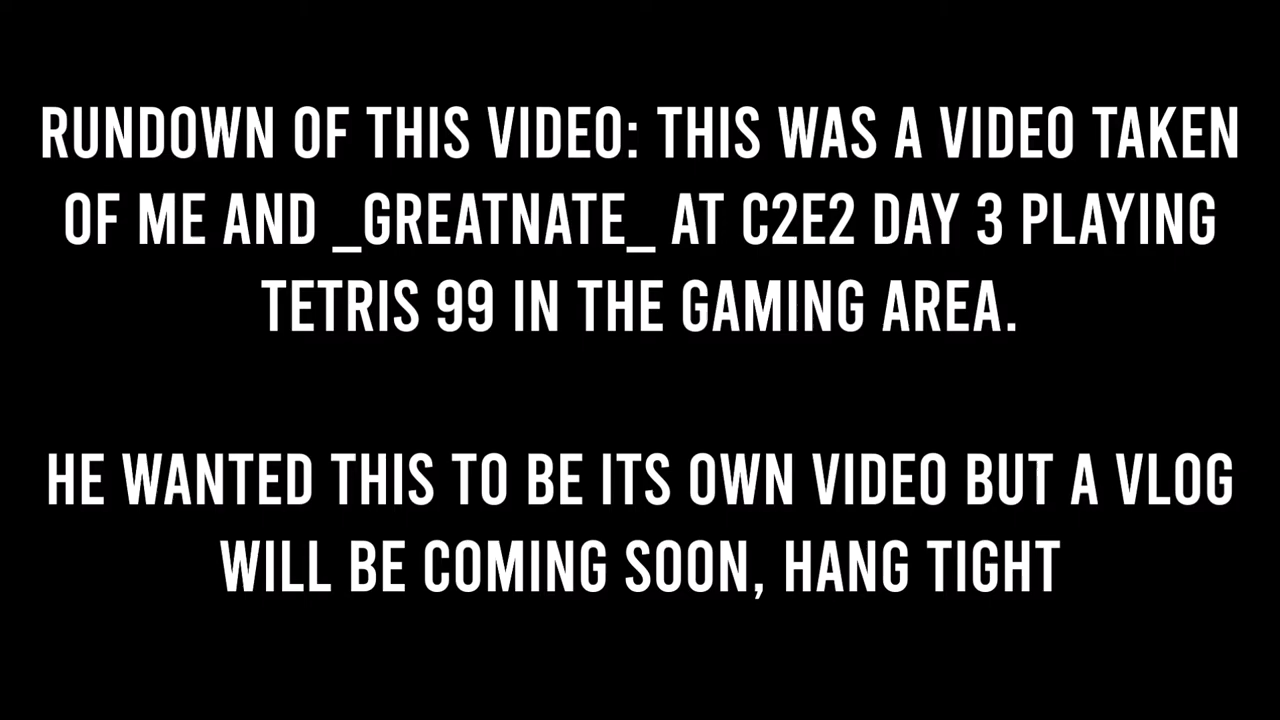 RUNDOWN OF THIS VIDEO: THIS WAS A VIDEO TAKEN
OF ME AND _GREATNATE_ AT C2E2 DAY 3 PLAYING
TETRIS 99 IN THE GAMING AREA.
HE WANTED THIS TO BE ITS OWN VIDEO BUT A VLOG
WILL BE COMING SOON, HANG TIGHT